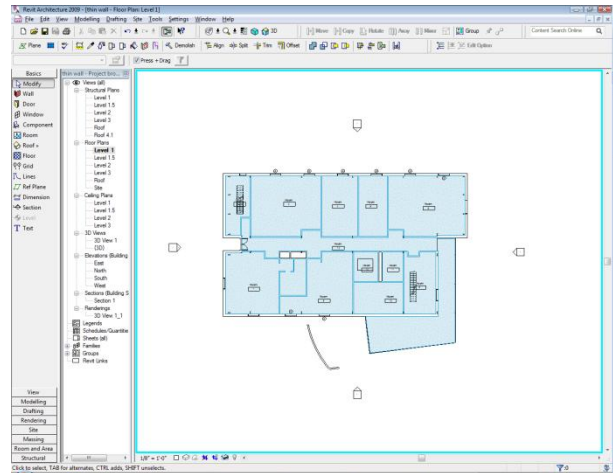 Revit Architecture 2009 - [thin wall - Floor Plan: Level 1]
File Edit View Modelling Drafting Site Tools Settings Window Help
3D [H] Move [H] Copy Rotate Array Mirror Group Content Search Online
Plane Demolish Align Split Trim Offset Edit Cut Option
Press + Drag
Basics
Modify
Wall
Door
Window
Component
Room
Roof
Floor
Grid
Lines
Ref Plane
Dimension
Section
Level
Text
View
Modelling
Drafting
Rendering
Site
Massing
Room and Area
Structural
thin wall - Project bro...
Views (all)
Structural Plans
Level 1
Level 1.5
Level 2
Level 3
Roof
Roof 4.1
Floor Plans
Level 1
Level 1.5
Level 2
Level 3
Roof
Site
Ceiling Plans
Level 1
Level 1.5
Level 2
Level 3
3D Views
3D View 1
{3D}
Elevations (Building
East
North
South
West
Sections (Building S
Section 1
Renderings
3D View 1_1
Legends
Schedules/Quantitie
Sheets (all)
Families
Groups
Revit Links
1/8" = 1'-0"
Click to select, TAB for alternates, CTRL adds, SHIFT unselects.
:0